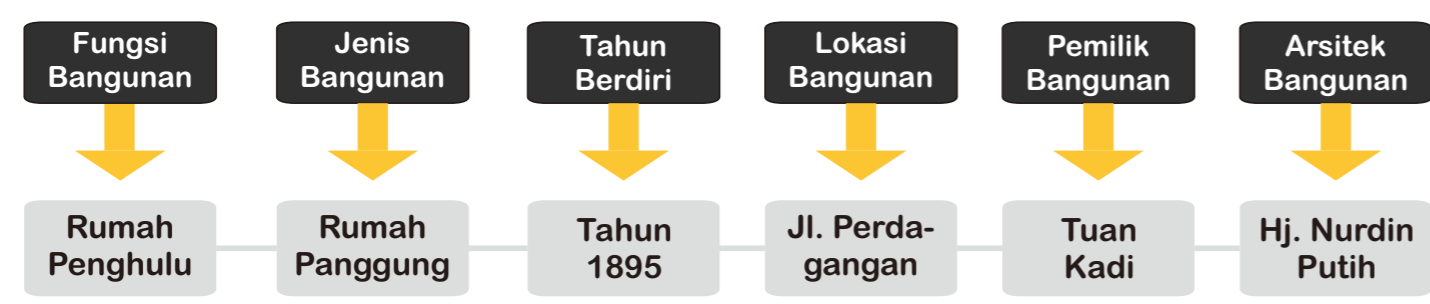 Fungsi
Bangunan
Jenis
Bangunan
Tahun
Berdiri
Lokasi
Bangunan
Pemilik
Bangunan
Arsitek
Bangunan
Rumah
Penghulu
Rumah
Panggung
Tahun
1895
Jl. Perda-
gangan
Tuan
Kadi
Hj. Nurdin
Putih